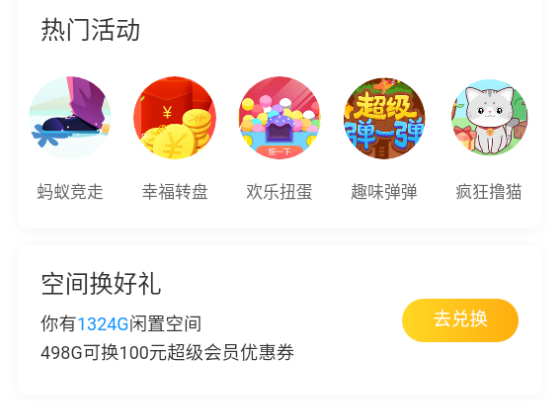 热门活动
¥
扭一下
超级
弹一弹
蚂蚁竞走
幸福转盘
欢乐扭蛋
趣味弹弹
疯狂撸猫
空间换好礼
你有1324G闲置空间
498G可换100元超级会员优惠券
去兑换